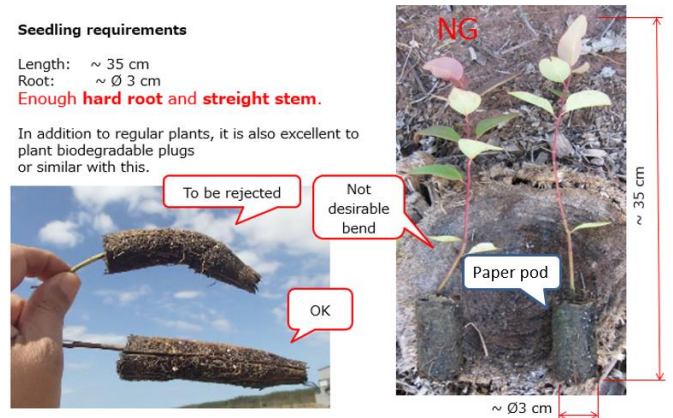 Seedling requirements
Length: ~ 35 cm
Root: ~ Ø 3 cm
Enough hard root and streight stem.
In addition to regular plants, it is also excellent to
plant biodegradable plugs
or similar with this.
To be rejected
OK
NG
Not
desirable
bend
Paper pod
~ 35 cm
~ Ø3 cm